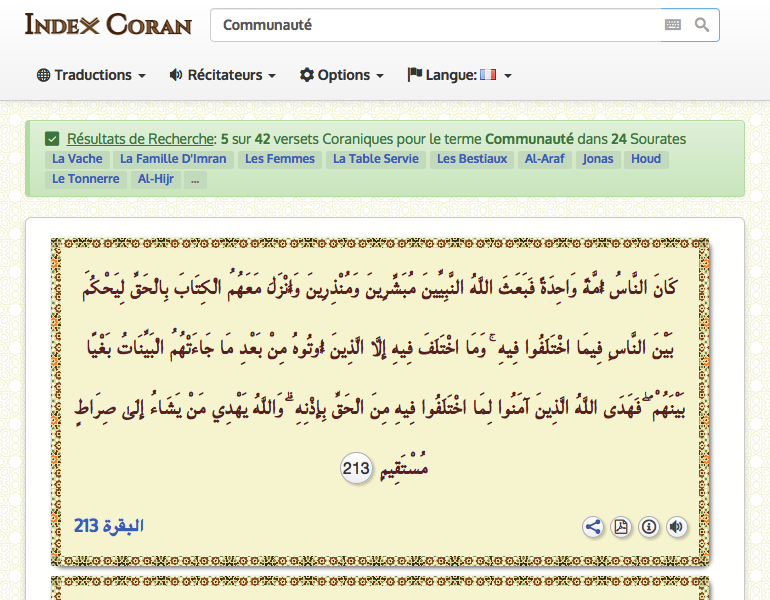 INDEX CORAN
Communauté
Traductions
Récitateurs
Options
Langue:
Résultats de Recherche: 5 sur 42 versets Coraniques pour le terme Communauté dans 24 Sourates
La Vache La Famille D'Imran Les Femmes La Table Servie Les Bestiaux Al-Araf Jonas Houd
Le Tonnerre Al-Hijr ...
كَانَ النَّاسُ أُمَّةً وَاحِدَةً فَبَعَثَ اللَّهُ النَّبِيِّينَ مُبَشِّرِينَ وَمُنْذِرِينَ وَأَنْزَلَ مَعَهُمُ الْكِتَابَ بِالْحَقِّ لِيَحْكُمَ
بَيْنَ النَّاسِ فِيمَا اخْتَلَفُوا فِيهِ ۚ وَمَا اخْتَلَفَ فِيهِ إِلَّا الَّذِينَ أُوتُوهُ مِنْ بَعْدِ مَا جَاءَتْهُمُ الْبَيِّنَاتُ بَغْيًا
بَيْنَهُمْ ۖ فَهَدَى اللَّهُ الَّذِينَ آمَنُوا لِمَا اخْتَلَفُوا فِيهِ مِنَ الْحَقِّ بِإِذْنِهِ ۗ وَاللَّهُ يَهْدِي مَنْ يَشَاءُ إِلَىٰ صِرَاطٍ
مُسْتَقِيمٍ 213
البقرة 213